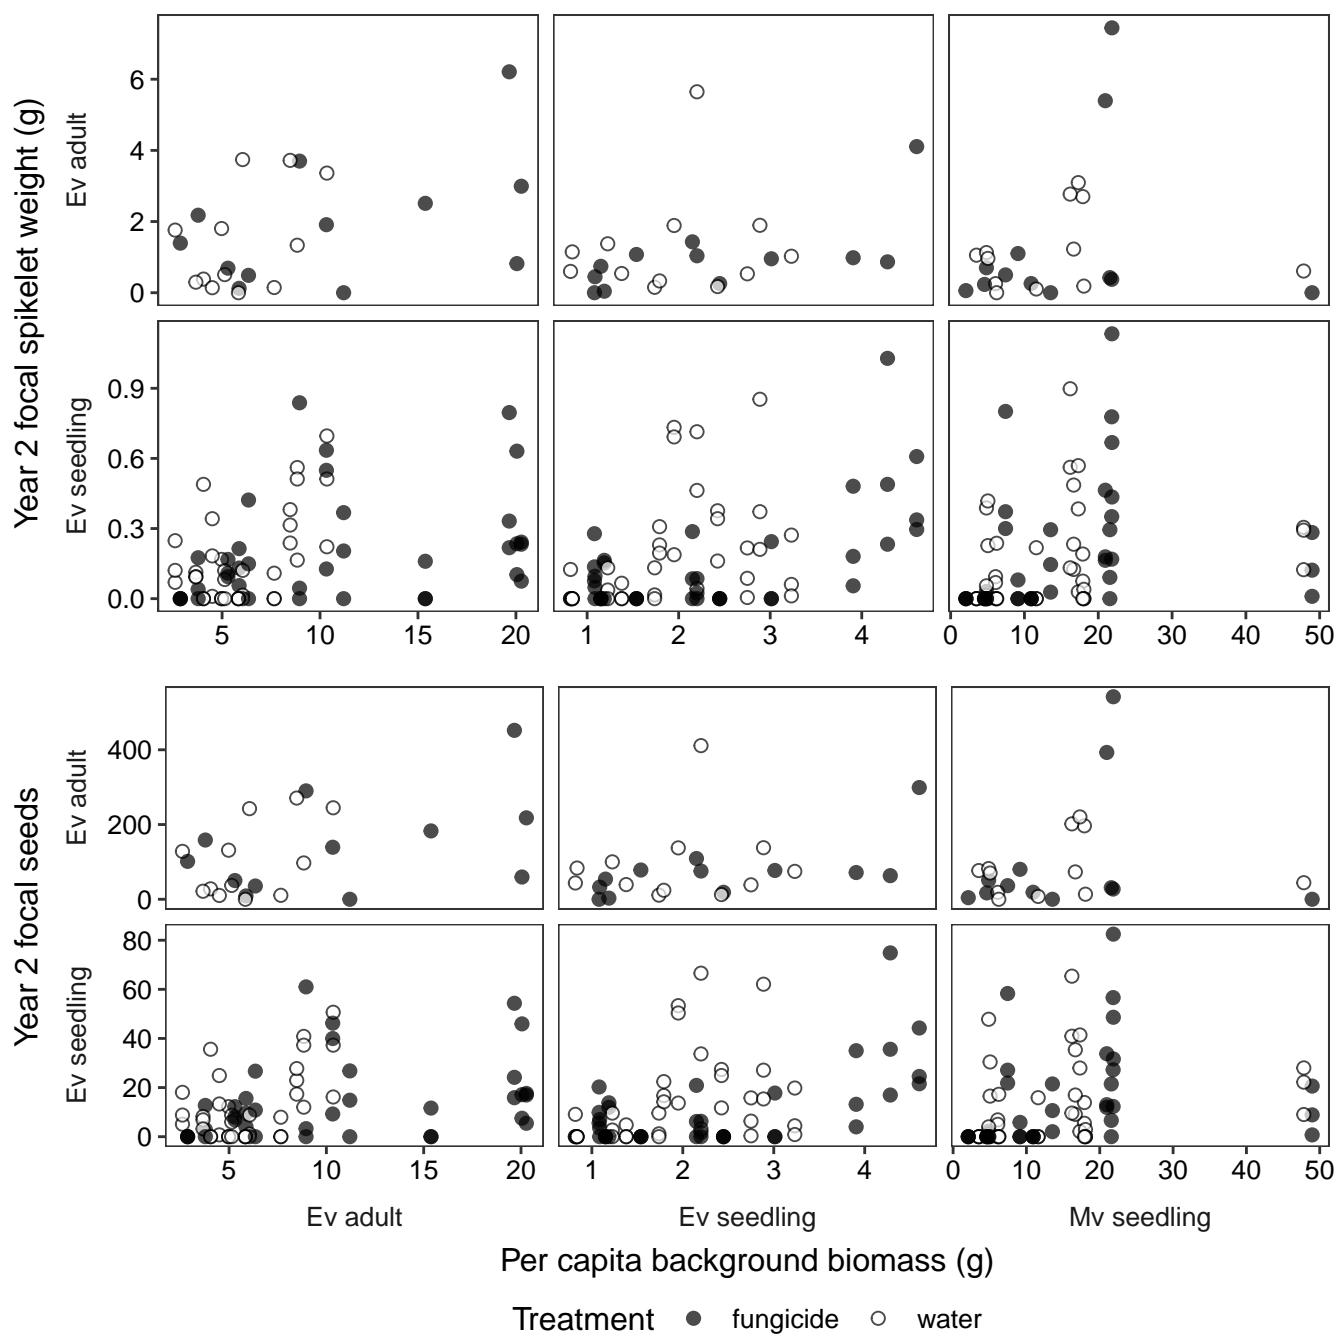 Year 2 focal spikelet weight (g)
Ev adult
6
4
2
0
Ev seedling
0.9
0.6
0.3
0.0
5 10 15 20 1 2 3 4 0 10 20 30 40 50
Year 2 focal seeds
Ev adult
400
200
0
Ev seedling
80
60
40
20
0
5 10 15 20 1 2 3 4 0 10 20 30 40 50
Ev adult Ev seedling Mv seedling
Per capita background biomass (g)
Treatment fungicide water